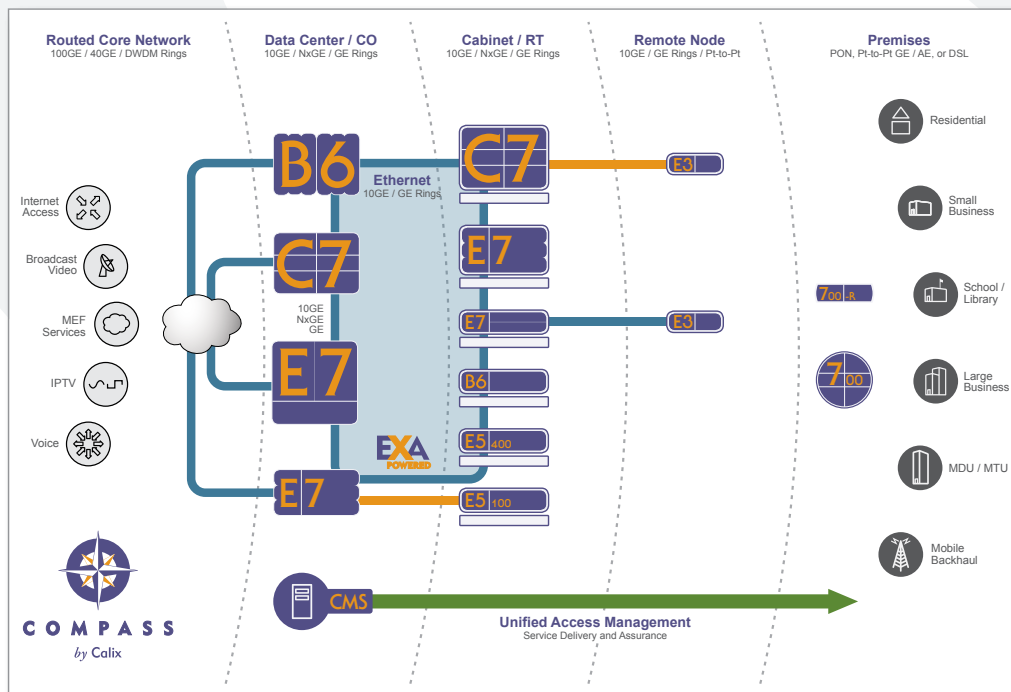 Routed Core Network
100GE / 40GE / DWDM Rings
Data Center / CO
10GE / NxGE / GE Rings
Cabinet / RT
10GE / NxGE / GE Rings
Remote Node
10GE / GE Rings / Pt-to-Pt
Premises
PON, Pt-to-Pt GE / AE, or DSL
Internet
Access
Broadcast
Video
MEF
Services
IPTV
Voice
B6
C7
10GE
NxGE
GE
E7
E7
Ethernet
10GE / GE Rings
EXA
POWERED
C7
E7
E7
B6
E5 400
E5 100
E3
E3
700 -R
700
Residential
Small
Business
School /
Library
Large
Business
MDU / MTU
Mobile
Backhaul
COMPASS
by Calix
CMS
Unified Access Management
Service Delivery and Assurance